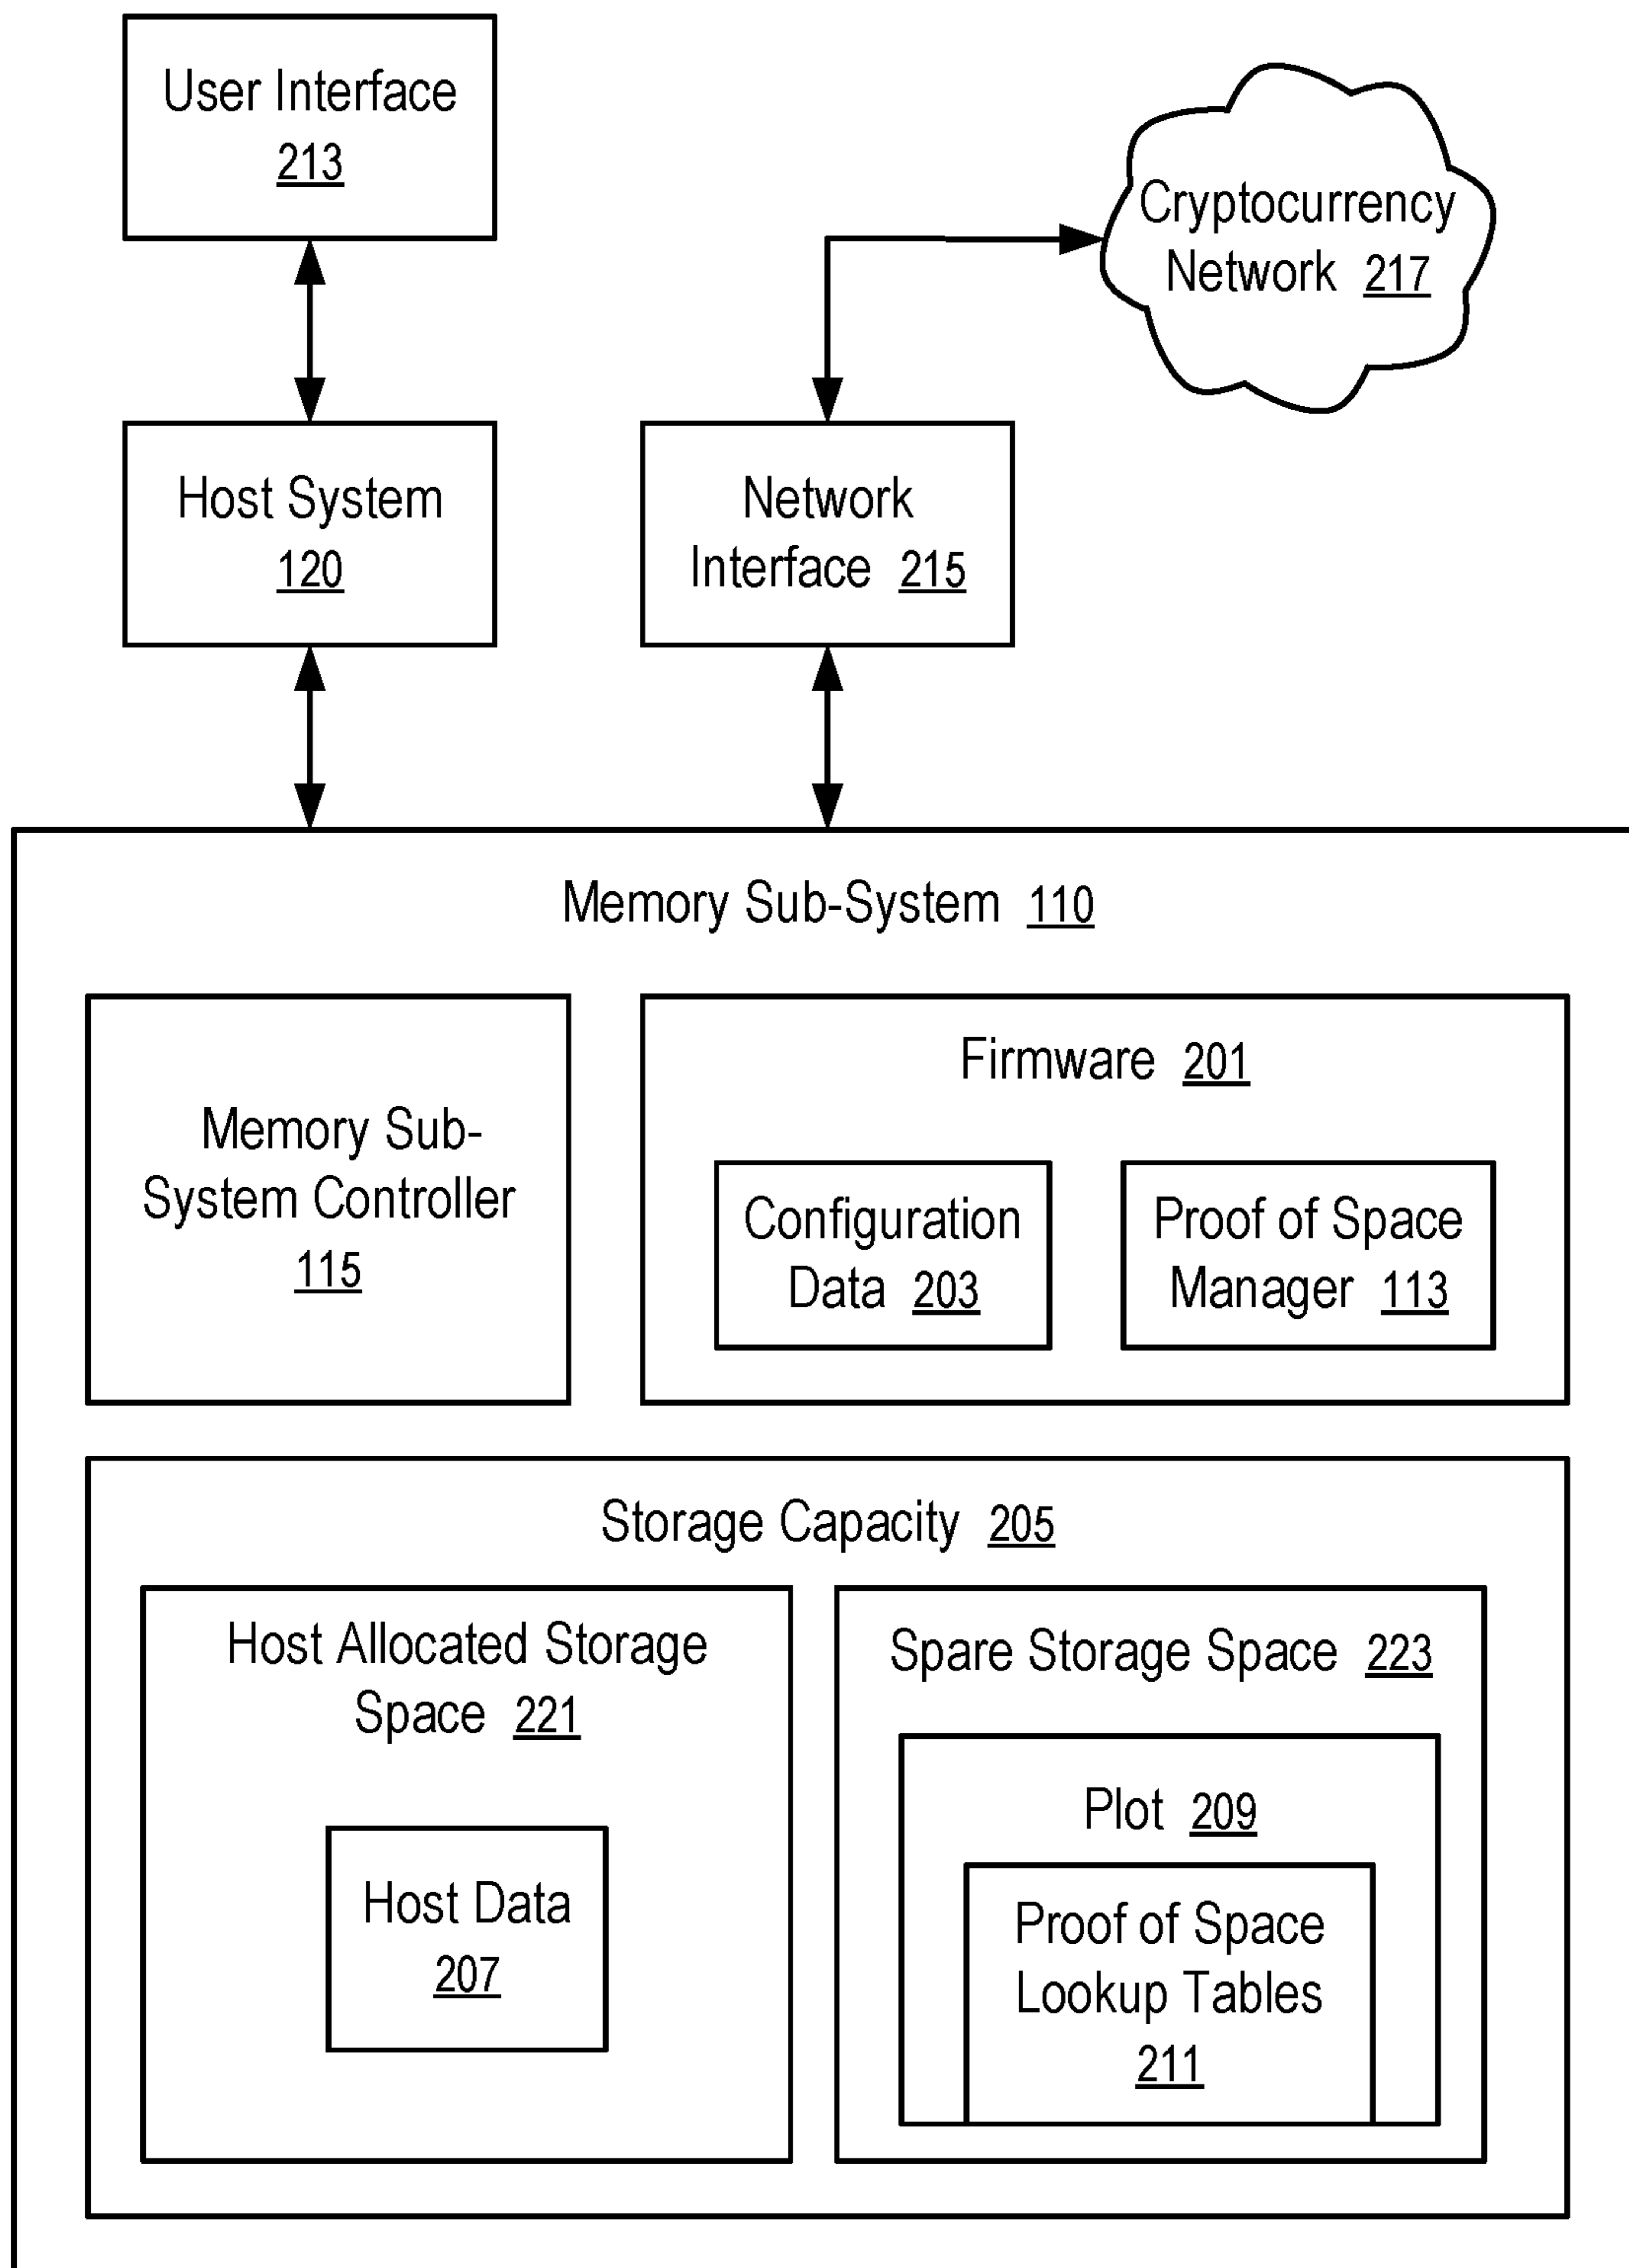 User Interface
213
Cryptocurrency
Network 217
Host System
120
Network
Interface 215
Memory Sub-System 110
Memory Sub-
System Controller
115
Firmware 201
Configuration
Data 203
Proof of Space
Manager 113
Storage Capacity 205
Host Allocated Storage
Space 221
Host Data
207
Spare Storage Space 223
Plot 209
Proof of Space
Lookup Tables
211